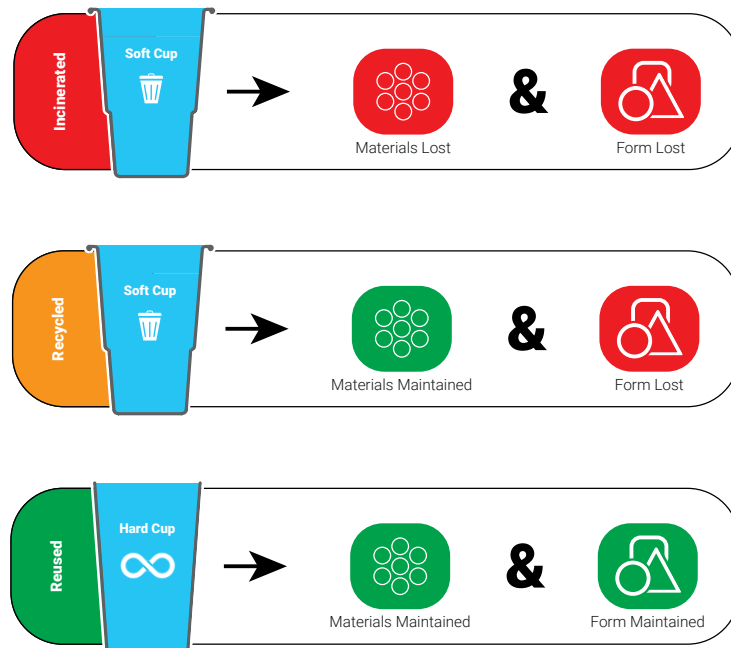 Incinerated
Soft Cup
&
Materials Lost
Form Lost
Recycled
Soft Cup
&
Materials Maintained
Form Lost
Reused
Hard Cup
&
Materials Maintained
Form Maintained